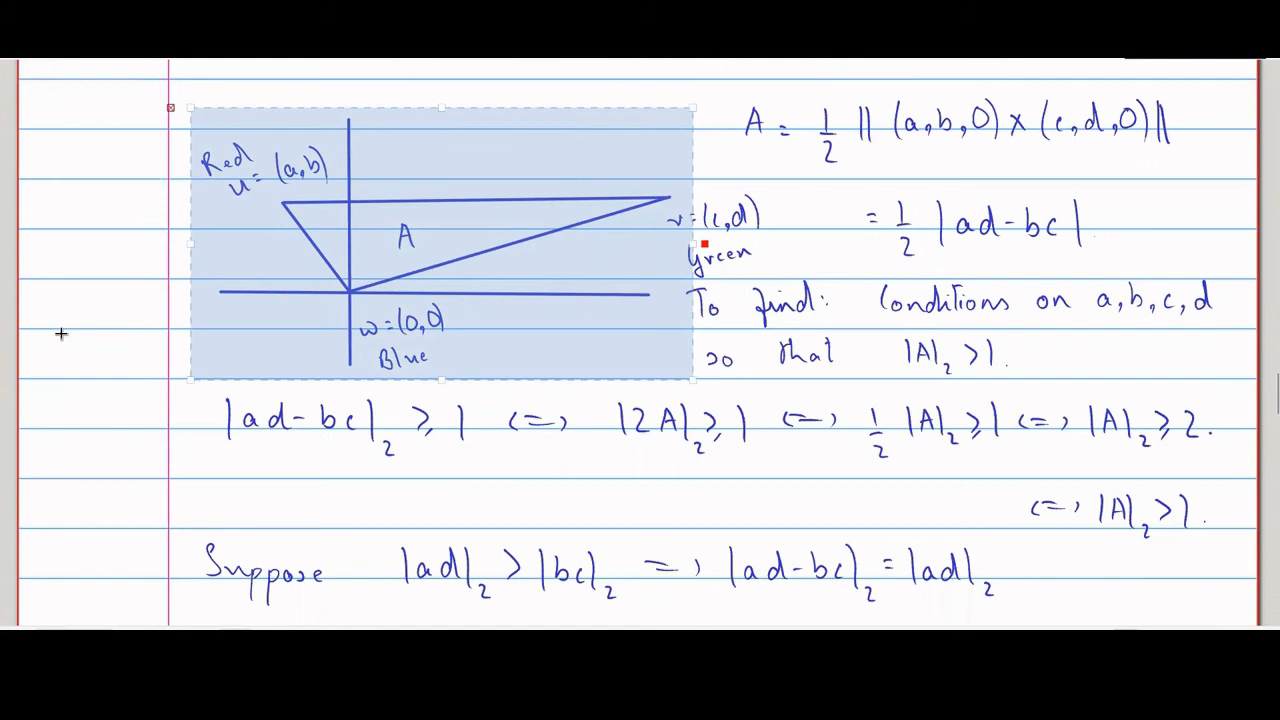 A = 1/2 || (a,b,0) × (c,d,0) ||
Red
u = (a,b)
A
v = (c,d)
= 1/2 |ad-bc|.
Green
w = (0,0)
Blue
To find: Conditions on a,b,c,d
so that |A|_2 > 1.
|ad-bc|_2 ≥ 1 <=> |2A|_2 ≥ 1 <=> 1/2 |A|_2 ≥ 1 <=> |A|_2 ≥ 2.
<=> |A|_2 > 1.
Suppose |ad|_2 > |bc|_2 => |ad-bc|_2 = |ad|_2